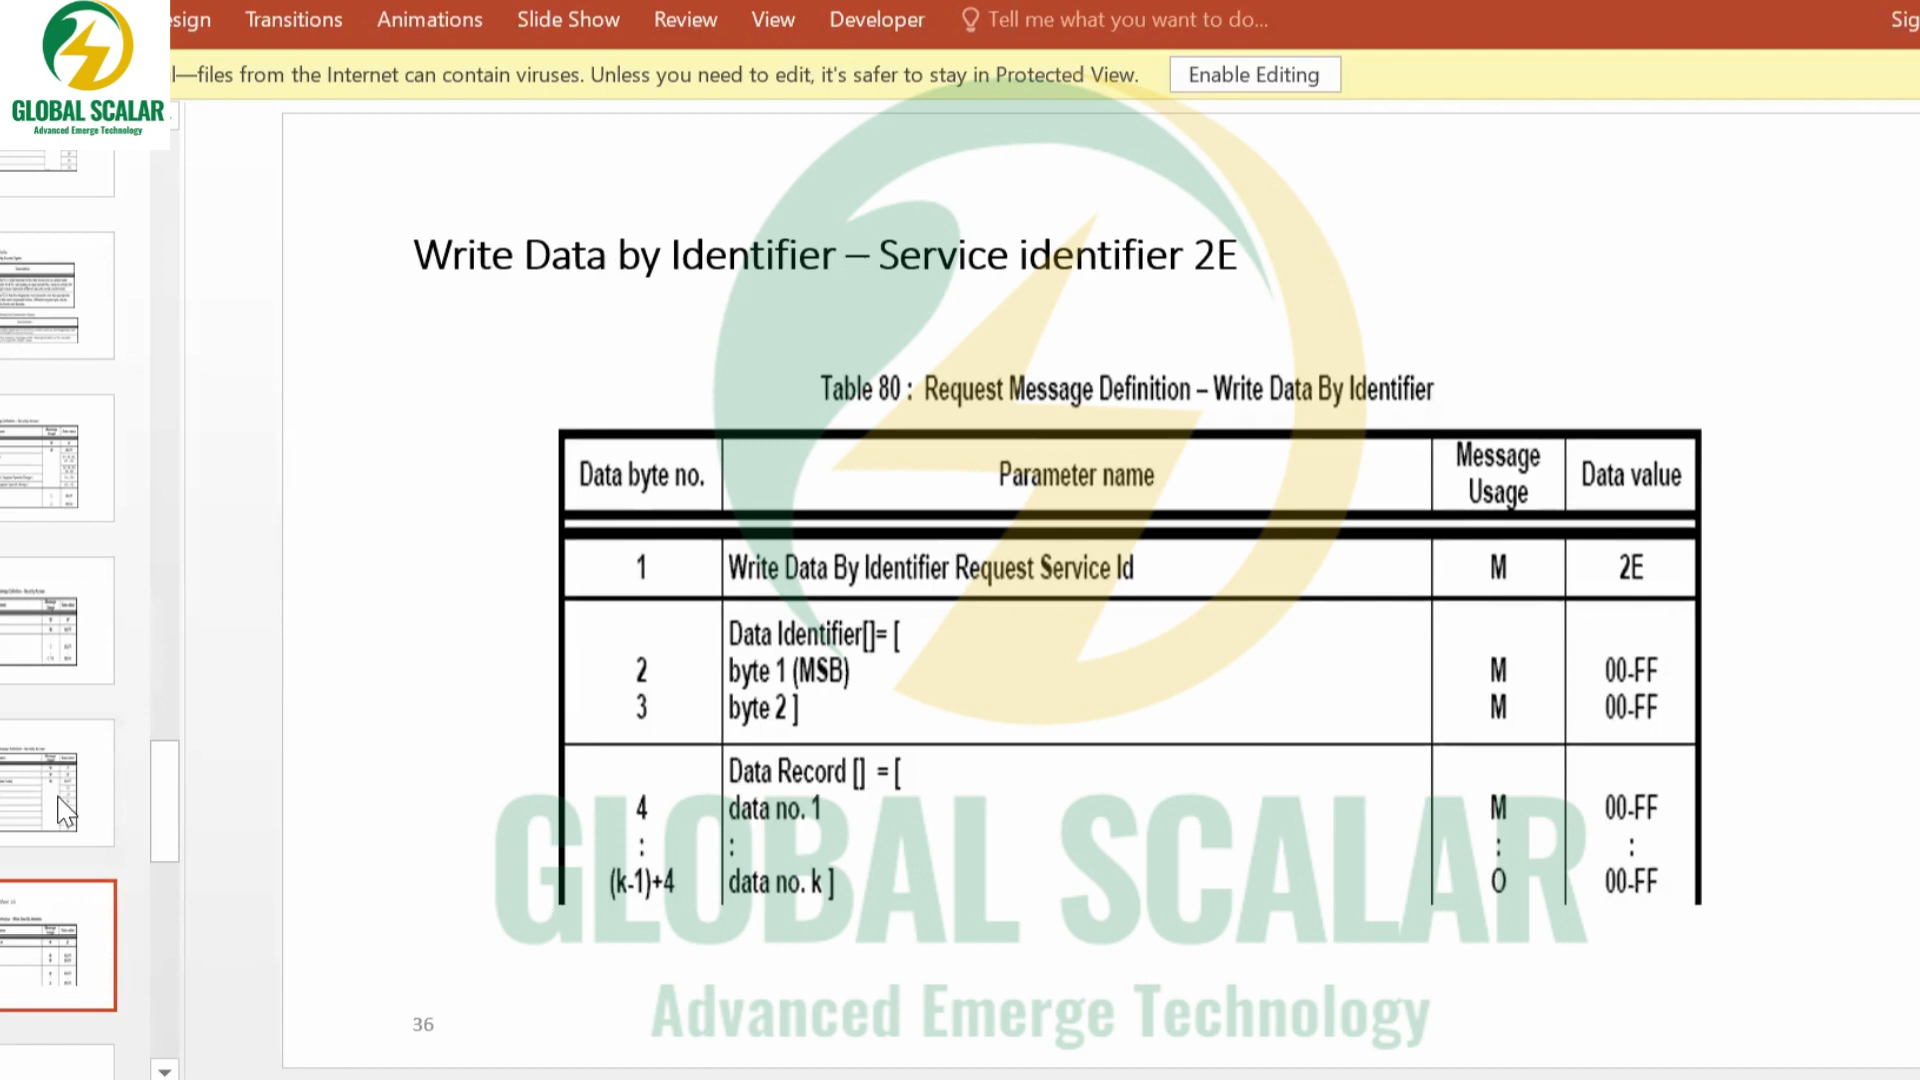 esign Transitions Animations Slide Show Review View Developer Tell me what you want to do... Sig
l—files from the Internet can contain viruses. Unless you need to edit, it's safer to stay in Protected View. Enable Editing
GLOBAL SCALAR
Advanced Emerge Technology
Write Data by Identifier – Service identifier 2E
Table 80 : Request Message Definition – Write Data By Identifier
Data byte no. Parameter name Message Usage Data value
1 Write Data By Identifier Request Service Id M 2E
Data Identifier[]= [
2 byte 1 (MSB) M 00-FF
3 byte 2 ] M 00-FF
Data Record [] = [
4 data no. 1 M 00-FF
: : : :
(k-1)+4 data no. k ] O 00-FF
GLOBAL SCALAR
Advanced Emerge Technology
36